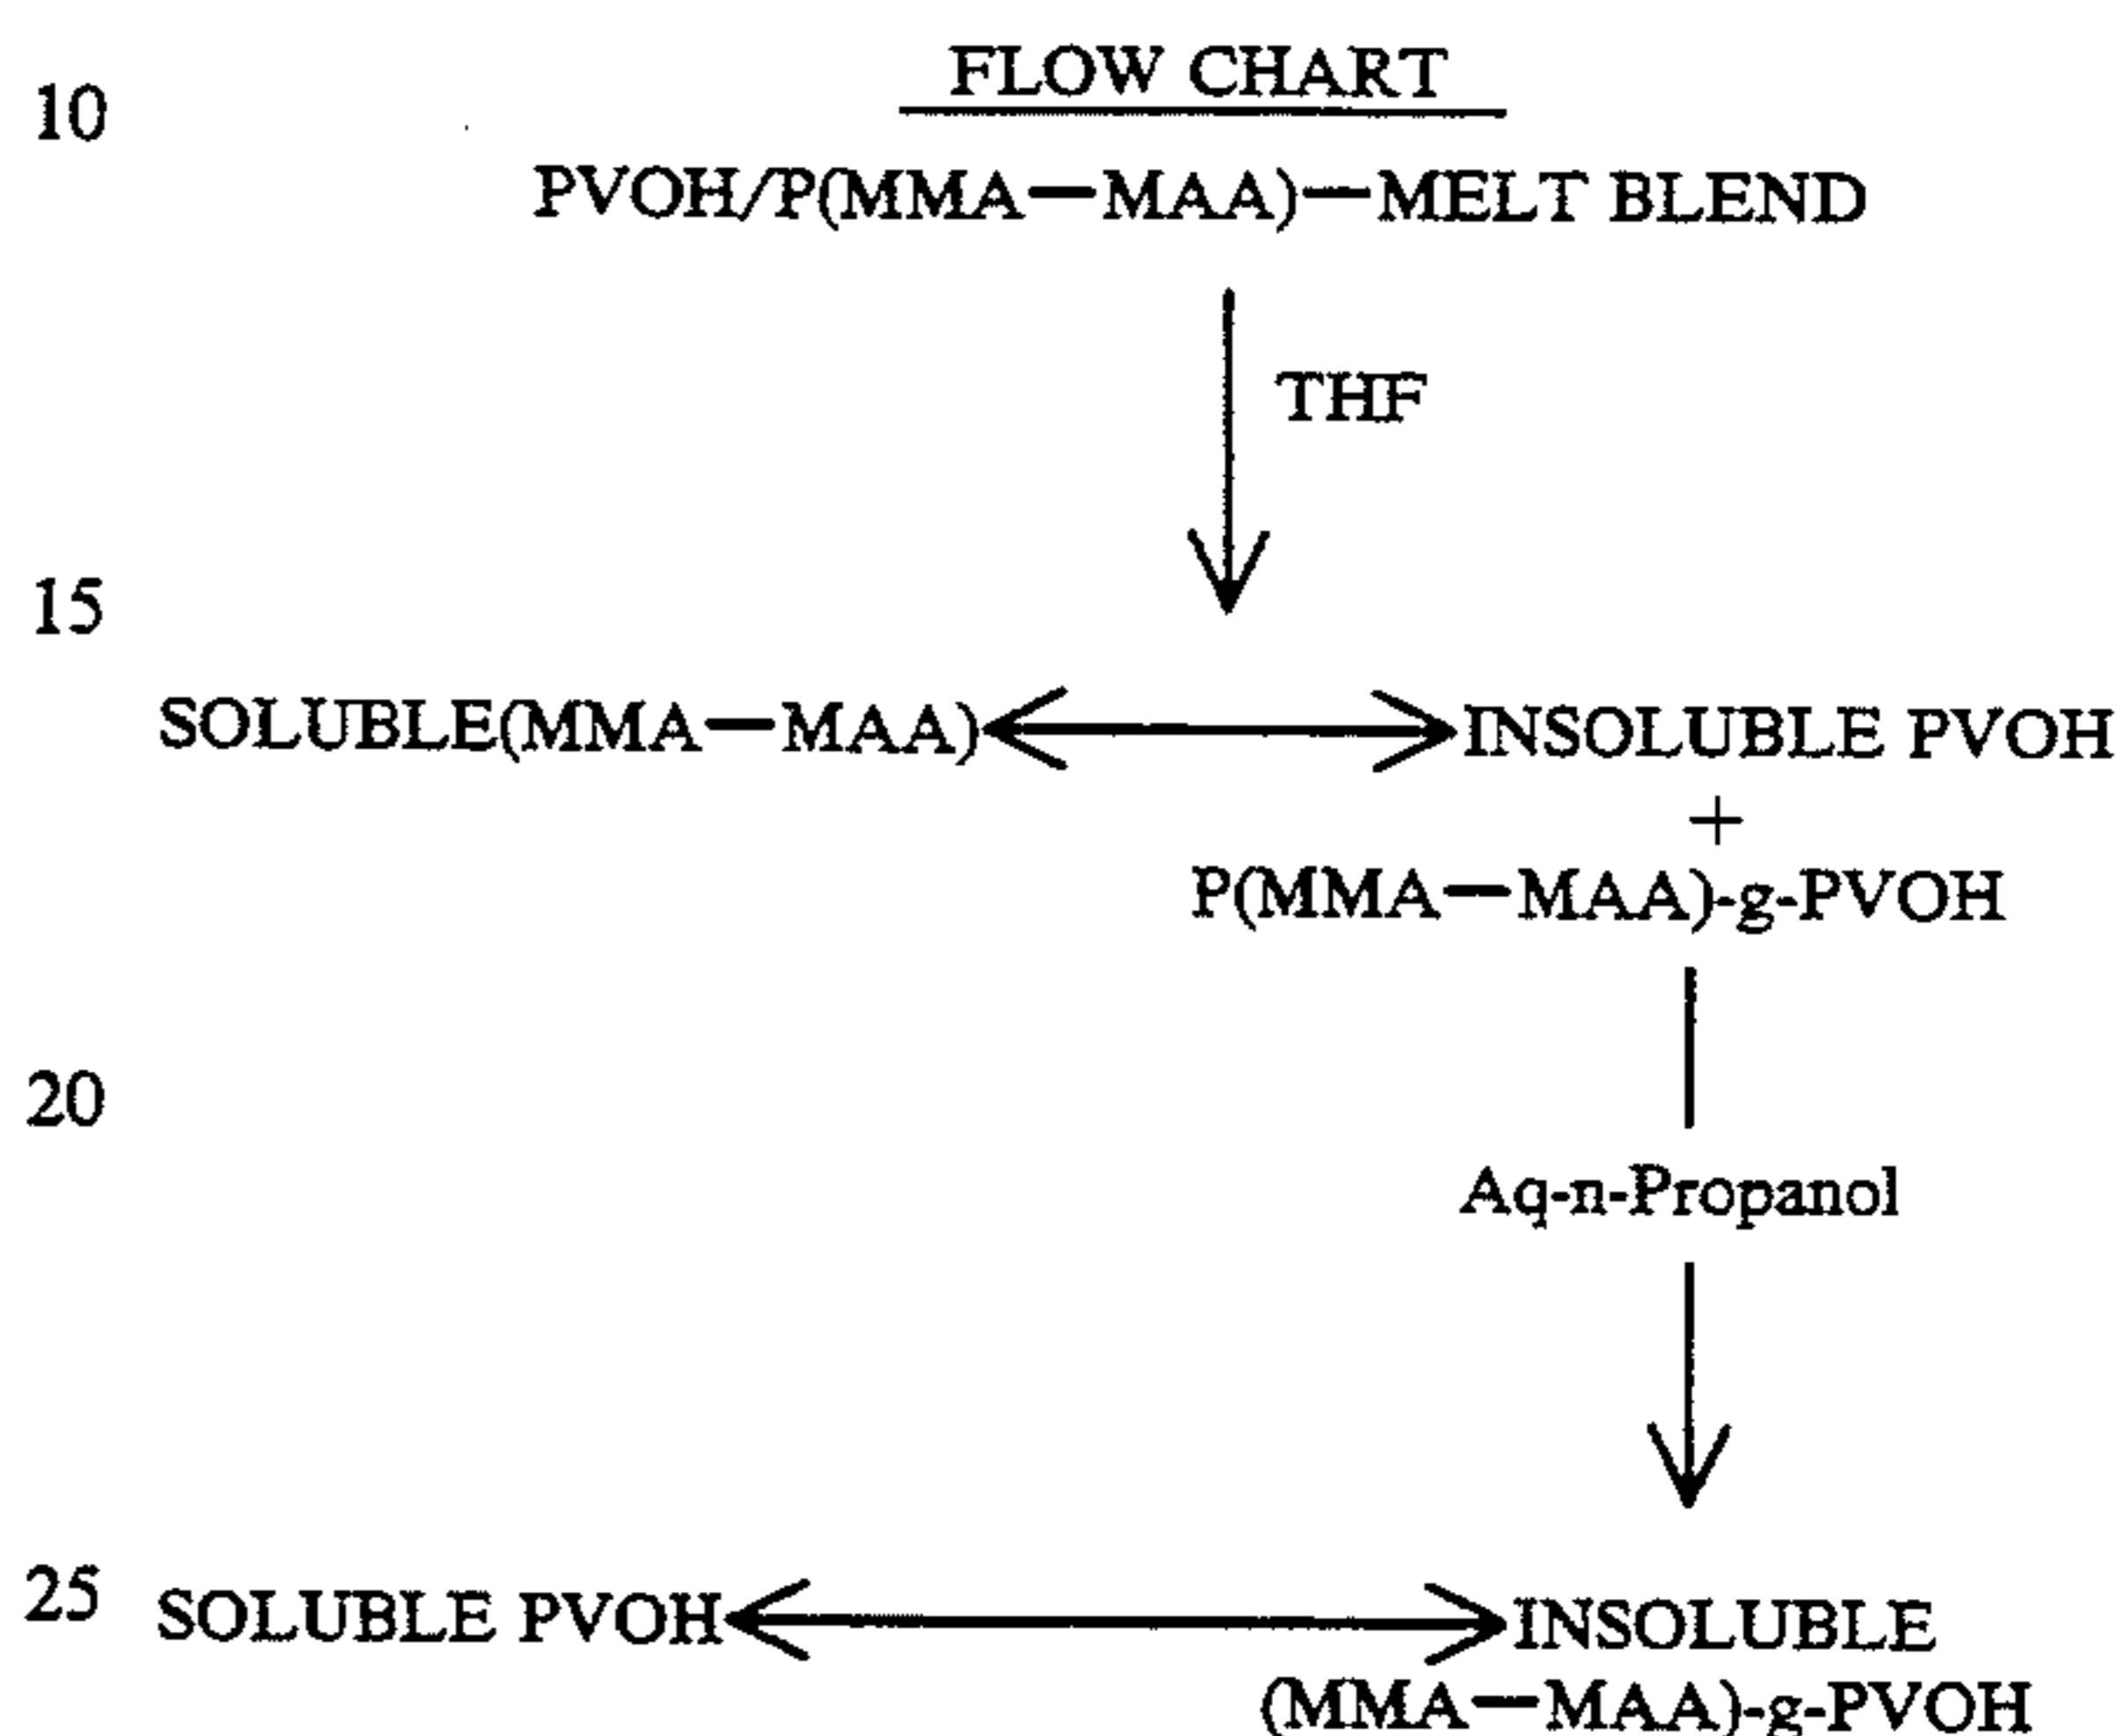 FLOW CHART
10
PVOH/P(MMA—MAA)—MELT BLEND
THF
15
SOLUBLE(MMA—MAA) INSOLUBLE PVOH
+
P(MMA—MAA)-g-PVOH
20
Aq-n-Propanol
25 SOLUBLE PVOH INSOLUBLE
(MMA—MAA)-g-PVOH